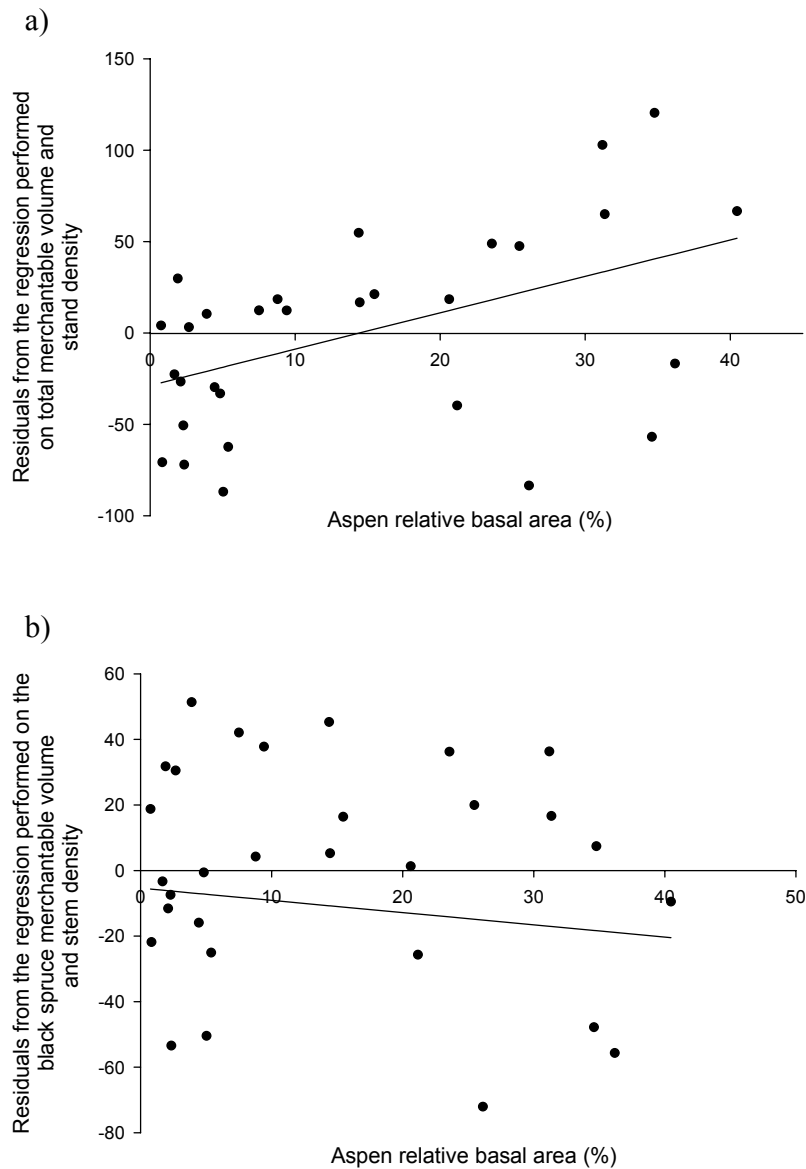 a)
Residuals from the regression performed
on total merchantable volume and
stand density
150
100
50
0
-50
-100
0 10 20 30 40
Aspen relative basal area (%)
b)
Residuals from the regression performed on the
black spruce merchantable volume
and stem density
60
40
20
0
-20
-40
-60
-80
0 10 20 30 40 50
Aspen relative basal area (%)